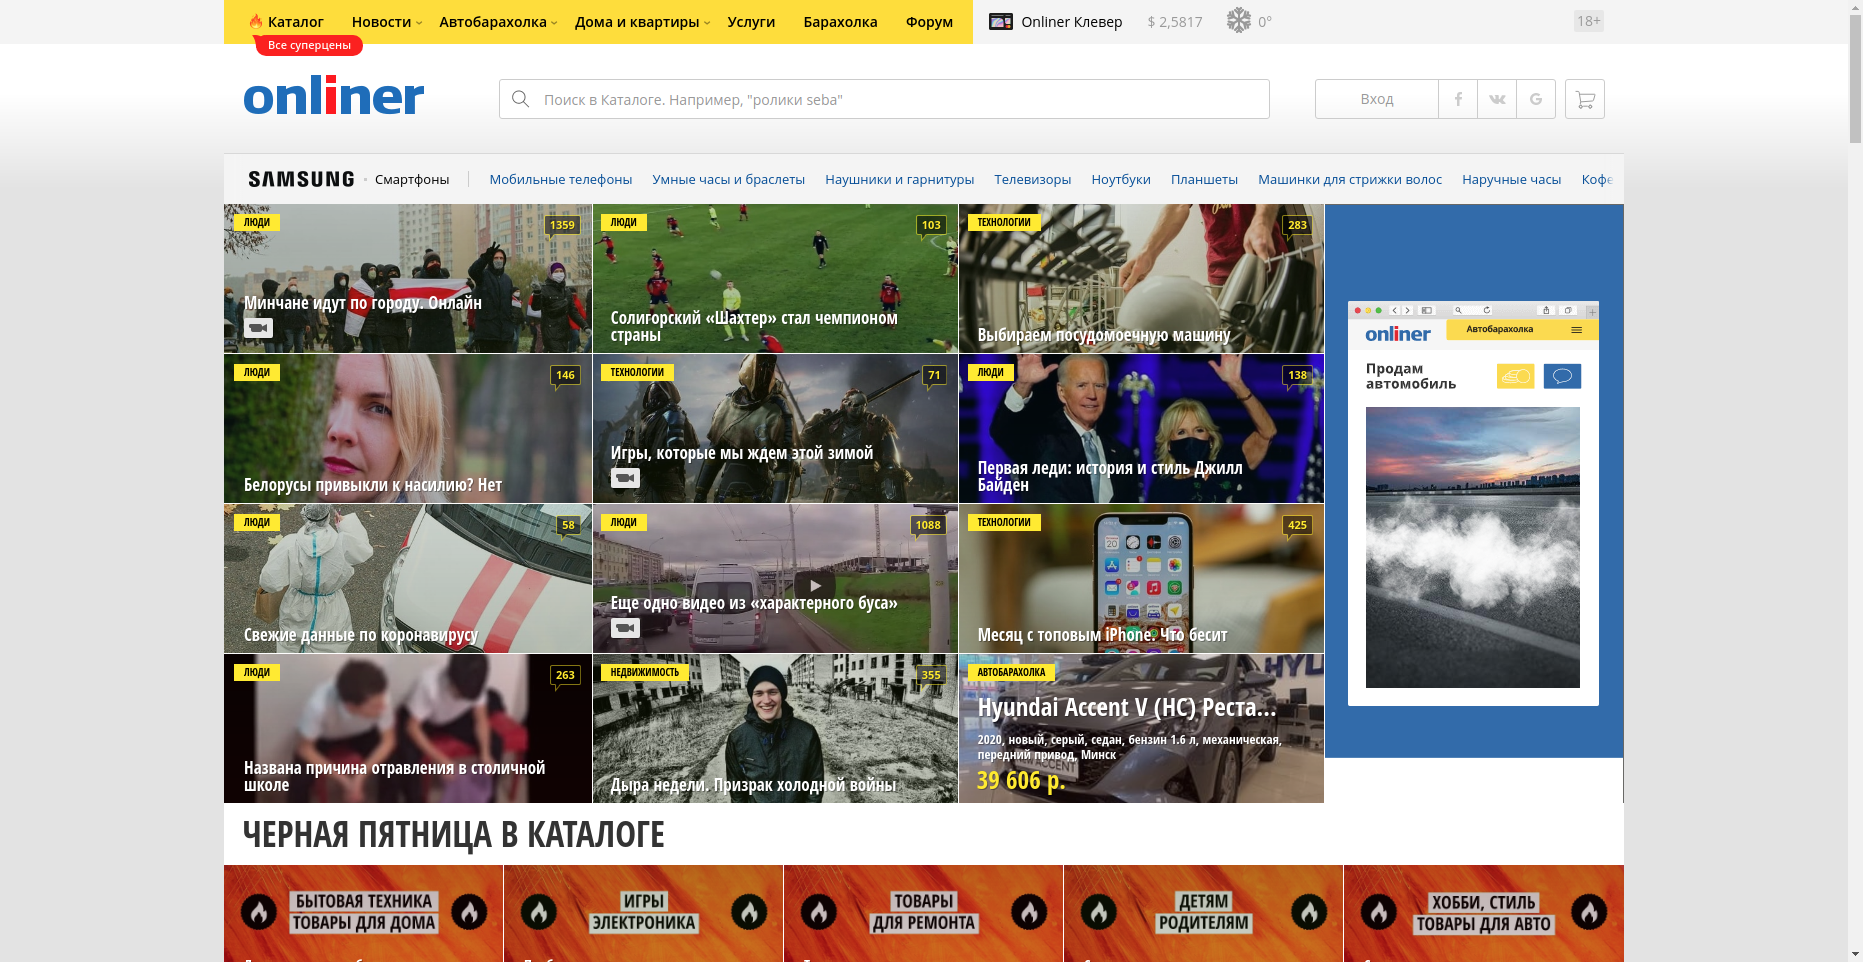 Каталог Новости Автобарахолка Дома и квартиры Услуги Барахолка Форум Onliner Клевер $ 2,5817 0° 18+
Все суперцены
onliner
Поиск в Каталоге. Например, "ролики seba"
Вход
SAMSUNG Смартфоны Мобильные телефоны Умные часы и браслеты Наушники и гарнитуры Телевизоры Ноутбуки Планшеты Машинки для стрижки волос Наручные часы Кофе
ЛЮДИ 1359
Минчане идут по городу. Онлайн
ЛЮДИ 103
Солигорский «Шахтер» стал чемпионом
страны
ТЕХНОЛОГИИ 283
Выбираем посудомоечную машину
ЛЮДИ 146
Белорусы привыкли к насилию? Нет
ТЕХНОЛОГИИ 71
Игры, которые мы ждем этой зимой
ЛЮДИ 138
Первая леди: история и стиль Джилл
Байден
ЛЮДИ 58
Свежие данные по коронавирусу
ЛЮДИ 1088
Еще одно видео из «характерного буса»
ТЕХНОЛОГИИ 425
Месяц с топовым iPhone. Что бесит
ЛЮДИ 263
Названа причина отравления в столичной
школе
НЕДВИЖИМОСТЬ 355
Дыра недели. Призрак холодной войны
АВТОБАРАХОЛКА
Hyundai Accent V (HC) Реста...
2020, новый, серый, седан, бензин 1.6 л, механическая,
передний привод, Минск
39 606 р.
onliner Автобарахолка
Продам
автомобиль
ЧЕРНАЯ ПЯТНИЦА В КАТАЛОГЕ
БЫТОВАЯ ТЕХНИКА
ТОВАРЫ ДЛЯ ДОМА
ИГРЫ
ЭЛЕКТРОНИКА
ТОВАРЫ
ДЛЯ РЕМОНТА
ДЕТЯМ
РОДИТЕЛЯМ
ХОББИ, СТИЛЬ
ТОВАРЫ ДЛЯ АВТО